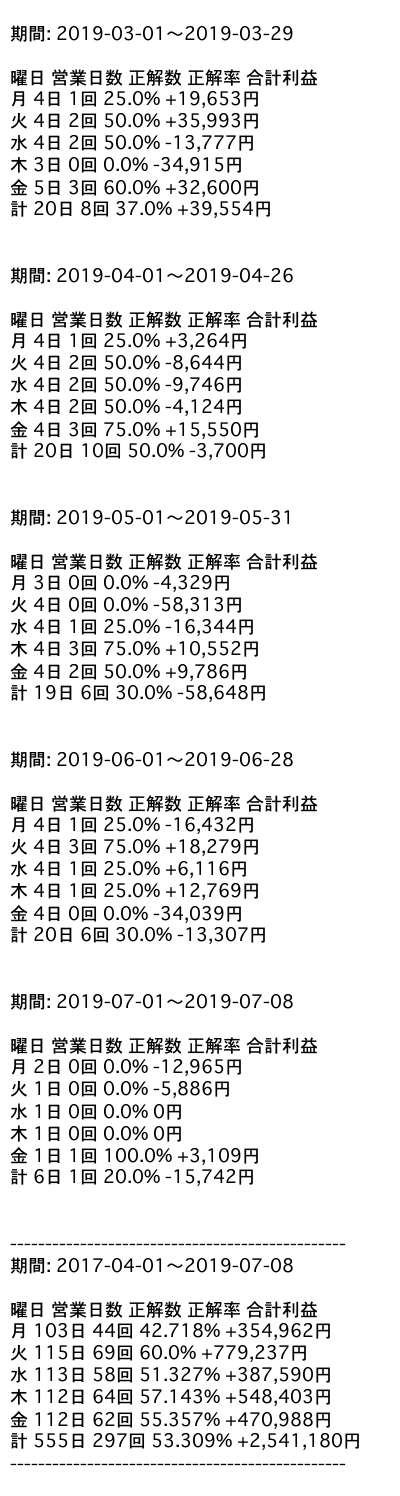 期間: 2019-03-01〜2019-03-29
曜日 営業日数 正解数 正解率 合計利益
月 4日 1回 25.0% +19,653円
火 4日 2回 50.0% +35,993円
水 4日 2回 50.0% -13,777円
木 3日 0回 0.0% -34,915円
金 5日 3回 60.0% +32,600円
計 20日 8回 37.0% +39,554円
期間: 2019-04-01〜2019-04-26
曜日 営業日数 正解数 正解率 合計利益
月 4日 1回 25.0% +3,264円
火 4日 2回 50.0% -8,644円
水 4日 2回 50.0% -9,746円
木 4日 2回 50.0% -4,124円
金 4日 3回 75.0% +15,550円
計 20日 10回 50.0% -3,700円
期間: 2019-05-01〜2019-05-31
曜日 営業日数 正解数 正解率 合計利益
月 3日 0回 0.0% -4,329円
火 4日 0回 0.0% -58,313円
水 4日 1回 25.0% -16,344円
木 4日 3回 75.0% +10,552円
金 4日 2回 50.0% +9,786円
計 19日 6回 30.0% -58,648円
期間: 2019-06-01〜2019-06-28
曜日 営業日数 正解数 正解率 合計利益
月 4日 1回 25.0% -16,432円
火 4日 3回 75.0% +18,279円
水 4日 1回 25.0% +6,116円
木 4日 1回 25.0% +12,769円
金 4日 0回 0.0% -34,039円
計 20日 6回 30.0% -13,307円
期間: 2019-07-01〜2019-07-08
曜日 営業日数 正解数 正解率 合計利益
月 2日 0回 0.0% -12,965円
火 1日 0回 0.0% -5,886円
水 1日 0回 0.0% 0円
木 1日 0回 0.0% 0円
金 1日 1回 100.0% +3,109円
計 6日 1回 20.0% -15,742円
------------------------------------------------
期間: 2017-04-01〜2019-07-08
曜日 営業日数 正解数 正解率 合計利益
月 103日 44回 42.718% +354,962円
火 115日 69回 60.0% +779,237円
水 113日 58回 51.327% +387,590円
木 112日 64回 57.143% +548,403円
金 112日 62回 55.357% +470,988円
計 555日 297回 53.309% +2,541,180円
------------------------------------------------